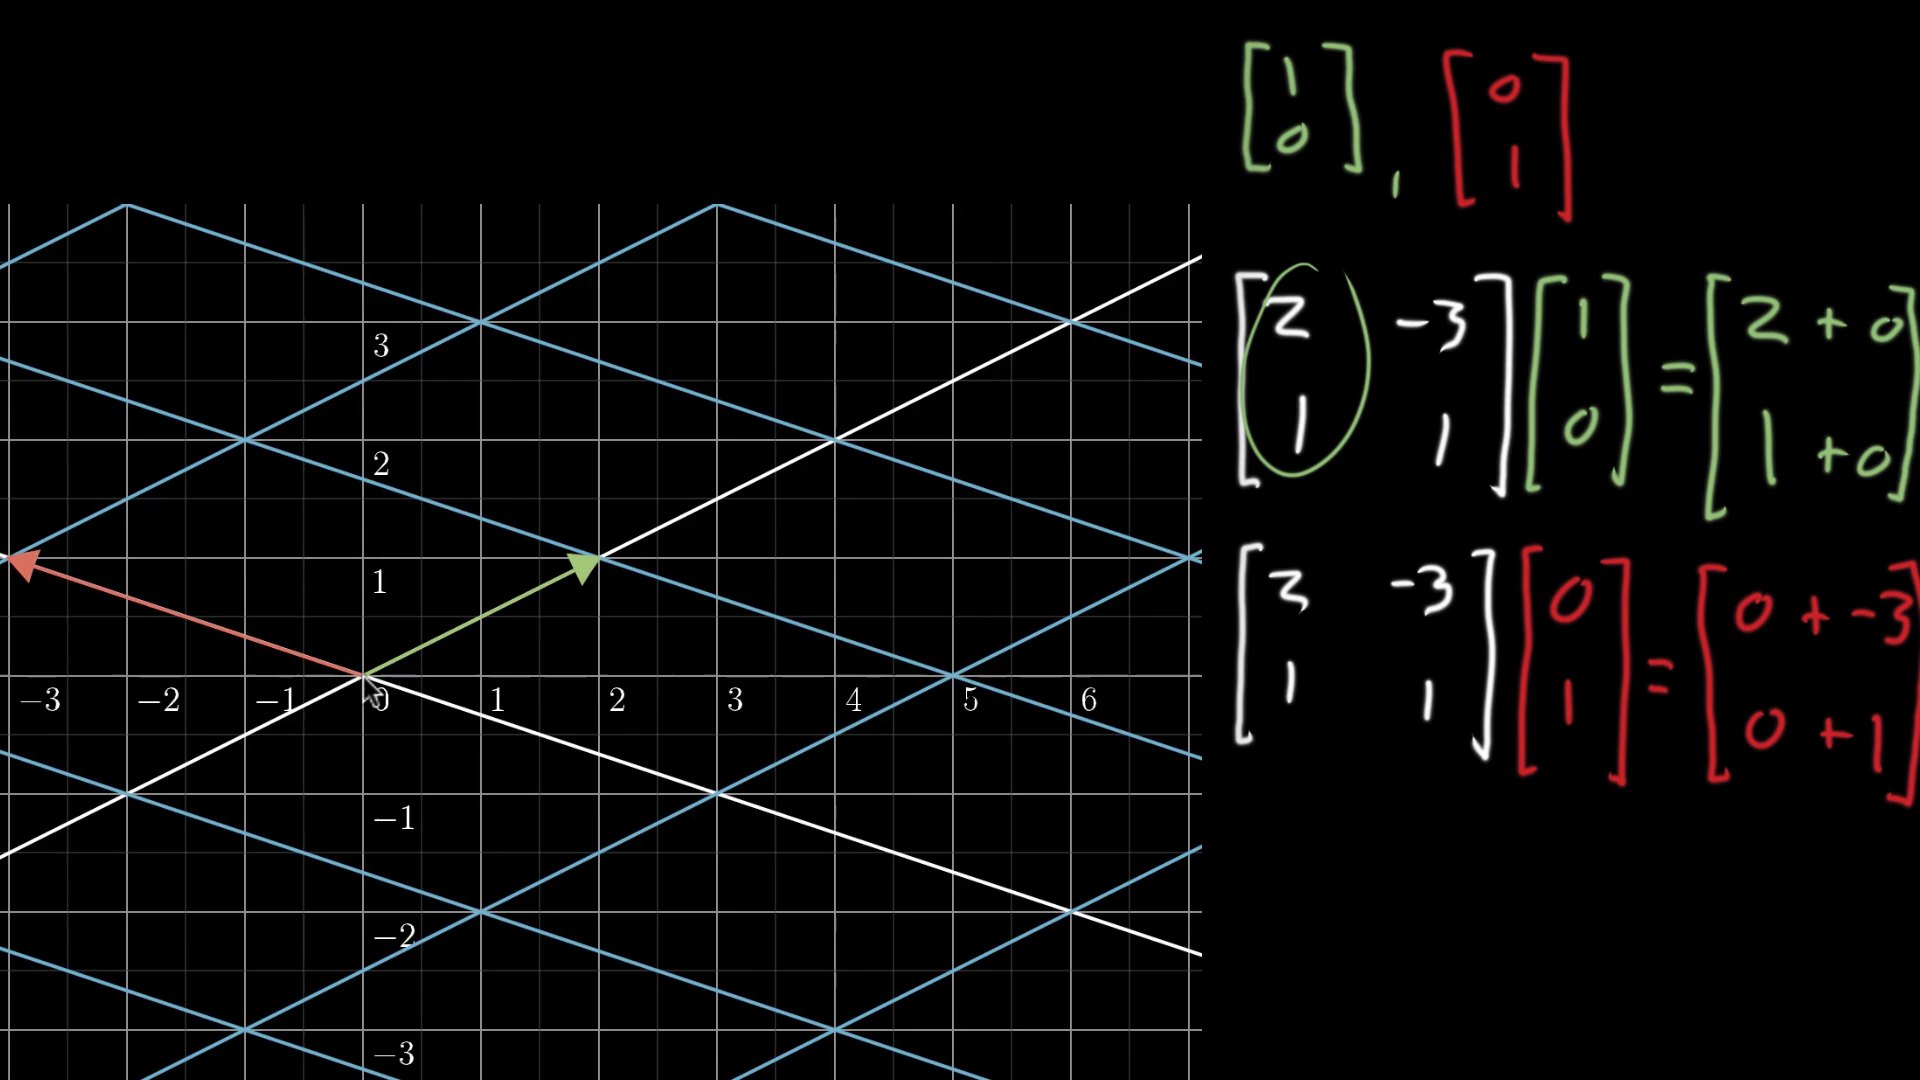 [1 0], [0 1]
[2 -3 1 1] [1 0] = [2 + 0 1 + 0]
[2 -3 1 1] [0 1] = [0 + -3 0 + 1]
3
2
1
−3 −2 −1 0 1 2 3 4 5 6
−1
−2
−3